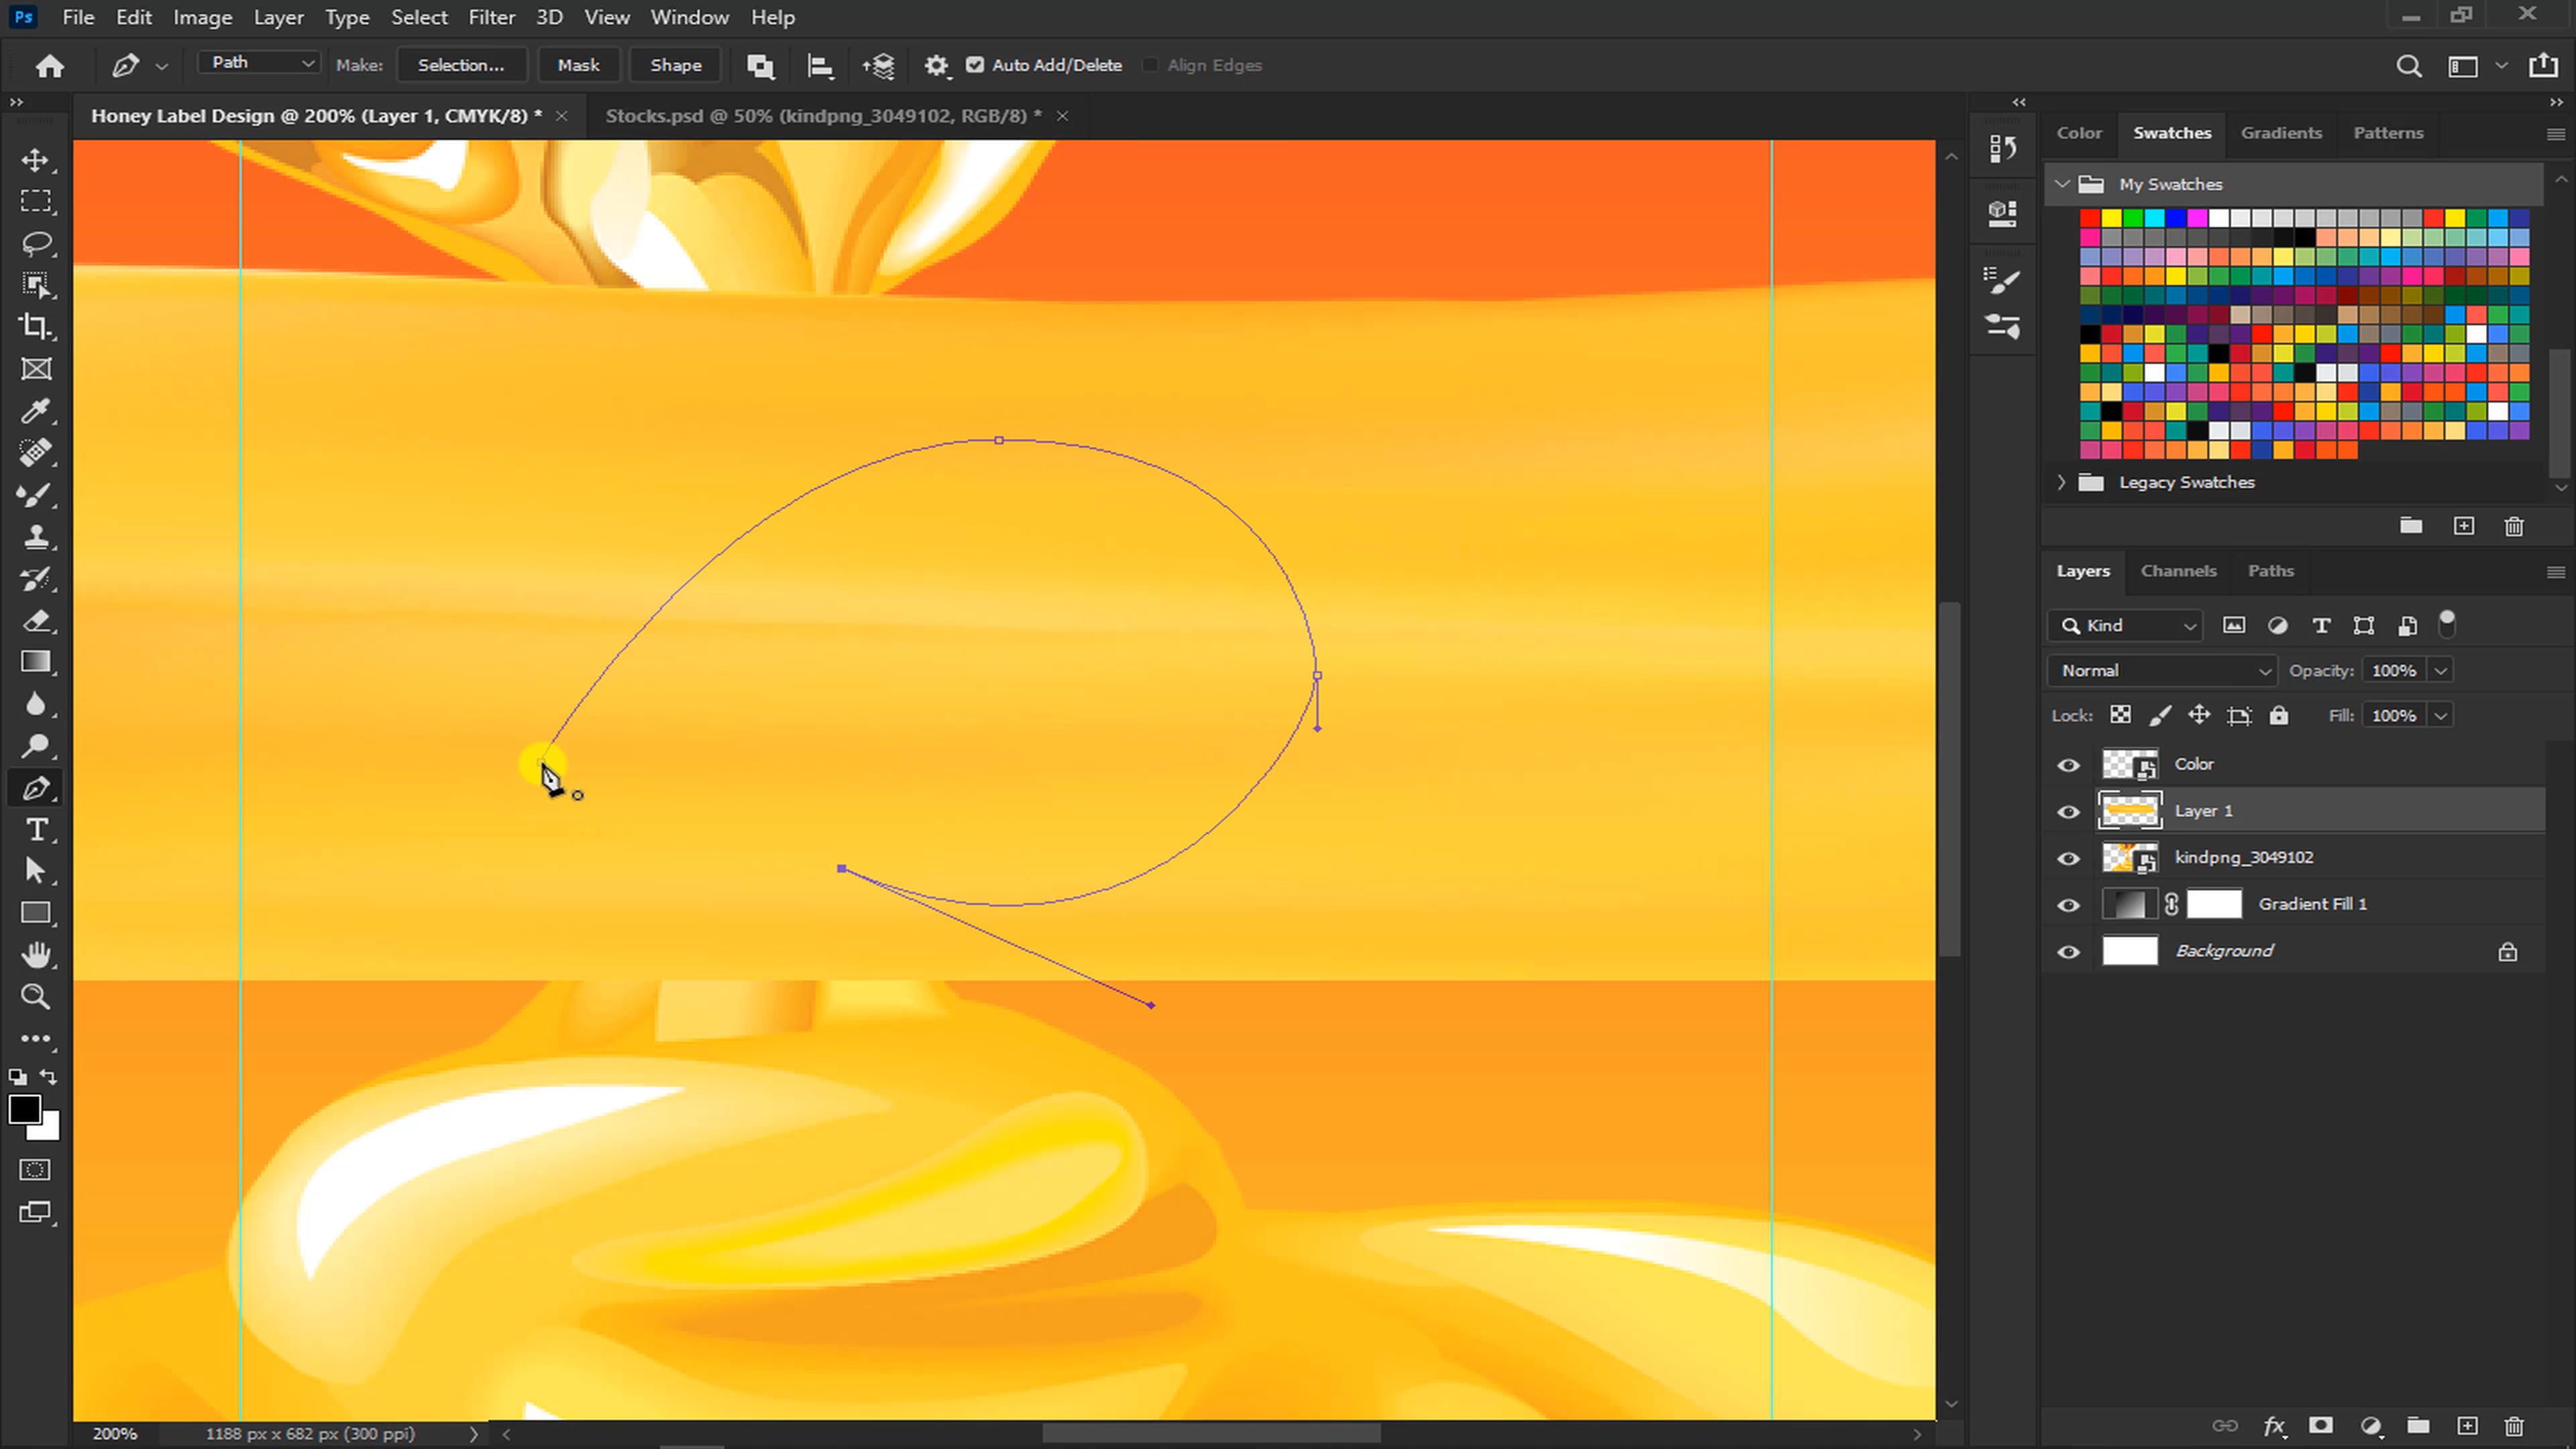 Ps File Edit Image Layer Type Select Filter 3D View Window Help
Path Make: Selection... Mask Shape Auto Add/Delete Align Edges
Honey Label Design @ 200% (Layer 1, CMYK/8) * Stocks.psd @ 50% (kindpng_3049102, RGB/8) *
Color Swatches Gradients Patterns
My Swatches
Legacy Swatches
Layers Channels Paths
Kind
Normal Opacity: 100%
Lock: Fill: 100%
Color
Layer 1
kindpng_3049102
Gradient Fill 1
Background
200% 1188 px x 682 px (300 ppi)